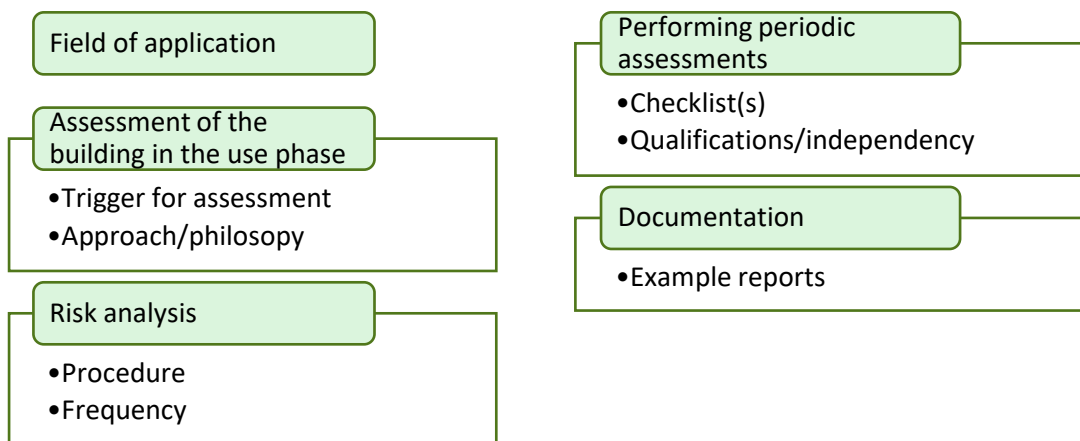 Field of application
Assessment of the
building in the use phase
•Trigger for assessment
•Approach/philosopy
Risk analysis
•Procedure
•Frequency
Performing periodic
assessments
•Checklist(s)
•Qualifications/independency
Documentation
•Example reports